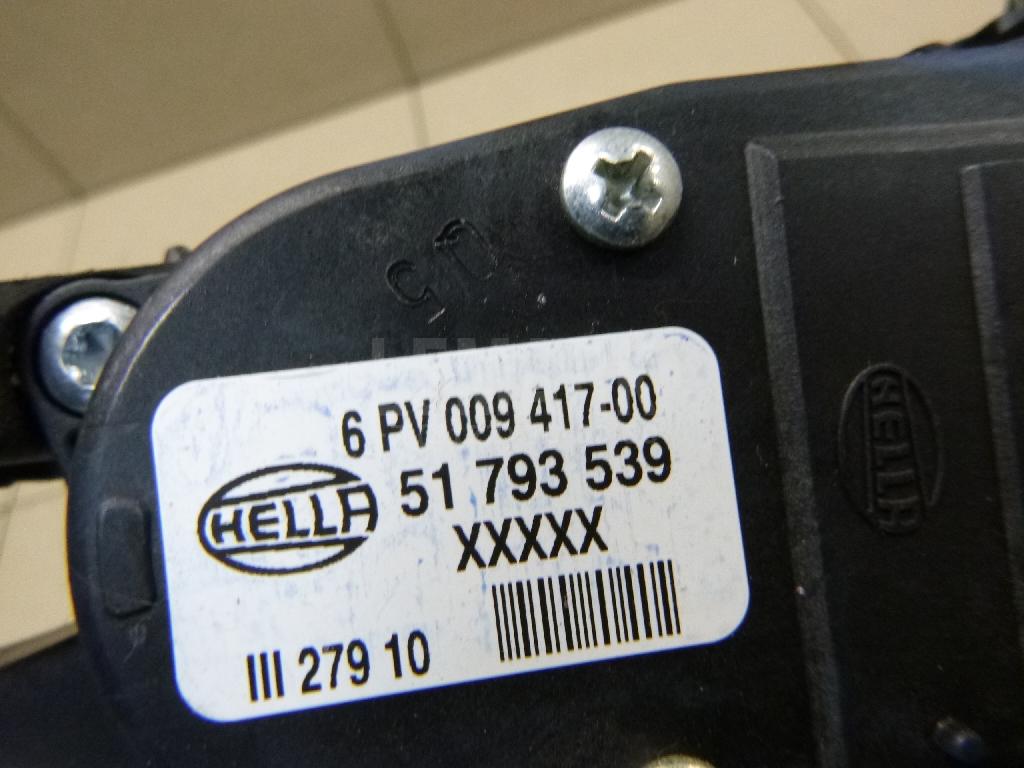 6 PV 009 417-00
HELLA
51 793 539
XXXXX
III 279 10
HELLA